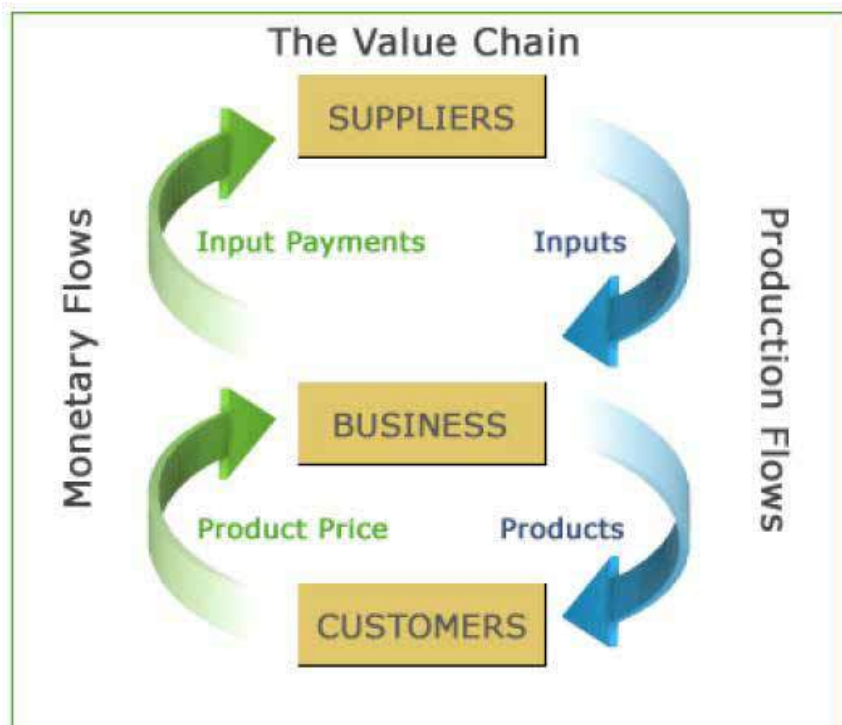 The Value Chain
SUPPLIERS
Input Payments
Inputs
Monetary Flows
Production Flows
BUSINESS
Product Price
Products
CUSTOMERS